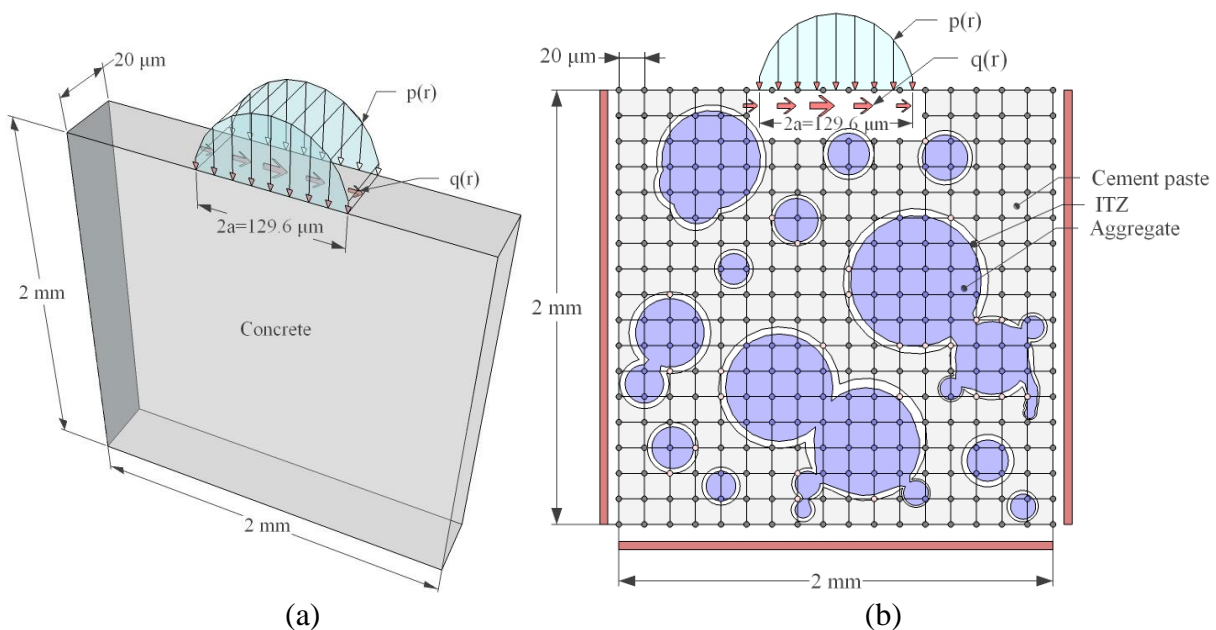 20 μm
p(r)
q(r)
2a=129.6 μm
2 mm
Concrete
2 mm
(a)
p(r)
20 μm
q(r)
2a=129.6 μm
Cement paste
ITZ
Aggregate
2 mm
2 mm
(b)